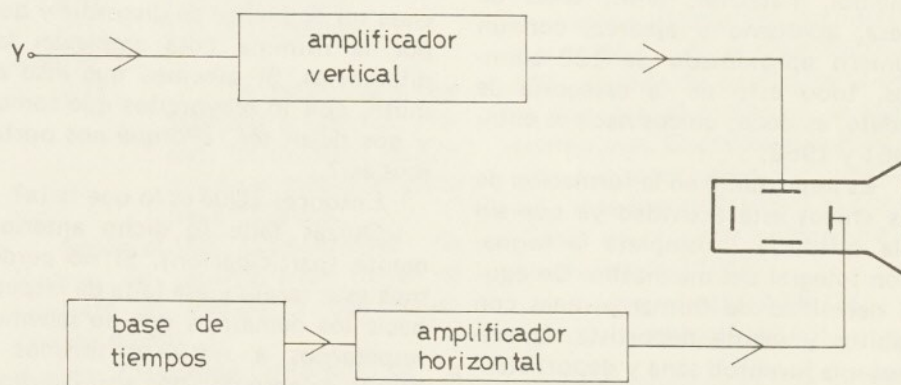 Y
amplificador
vertical
base de
tiempos
amplificador
horizontal